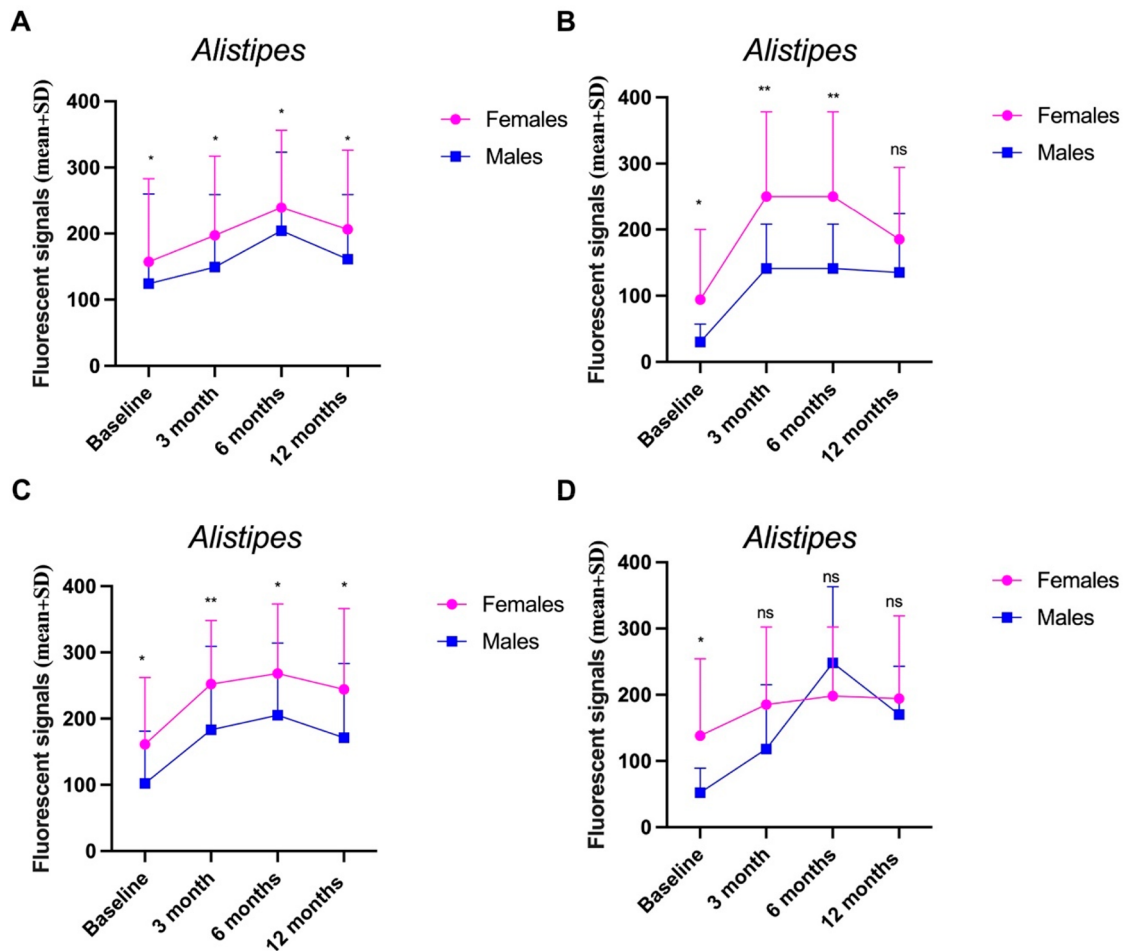 A
Alistipes
Fluorescent signals (mean+SD)
400
300
200
100
0
*
*
*
*
Baseline
3 month
6 months
12 months
Females
Males
B
Alistipes
Fluorescent signals (mean+SD)
400
300
200
100
0
*
**
**
ns
Baseline
3 month
6 months
12 months
Females
Males
C
Alistipes
Fluorescent signals (mean+SD)
400
300
200
100
0
*
**
*
*
Baseline
3 month
6 months
12 months
Females
Males
D
Alistipes
Fluorescent signals (mean+SD)
400
300
200
100
0
*
ns
ns
ns
Baseline
3 month
6 months
12 months
Females
Males